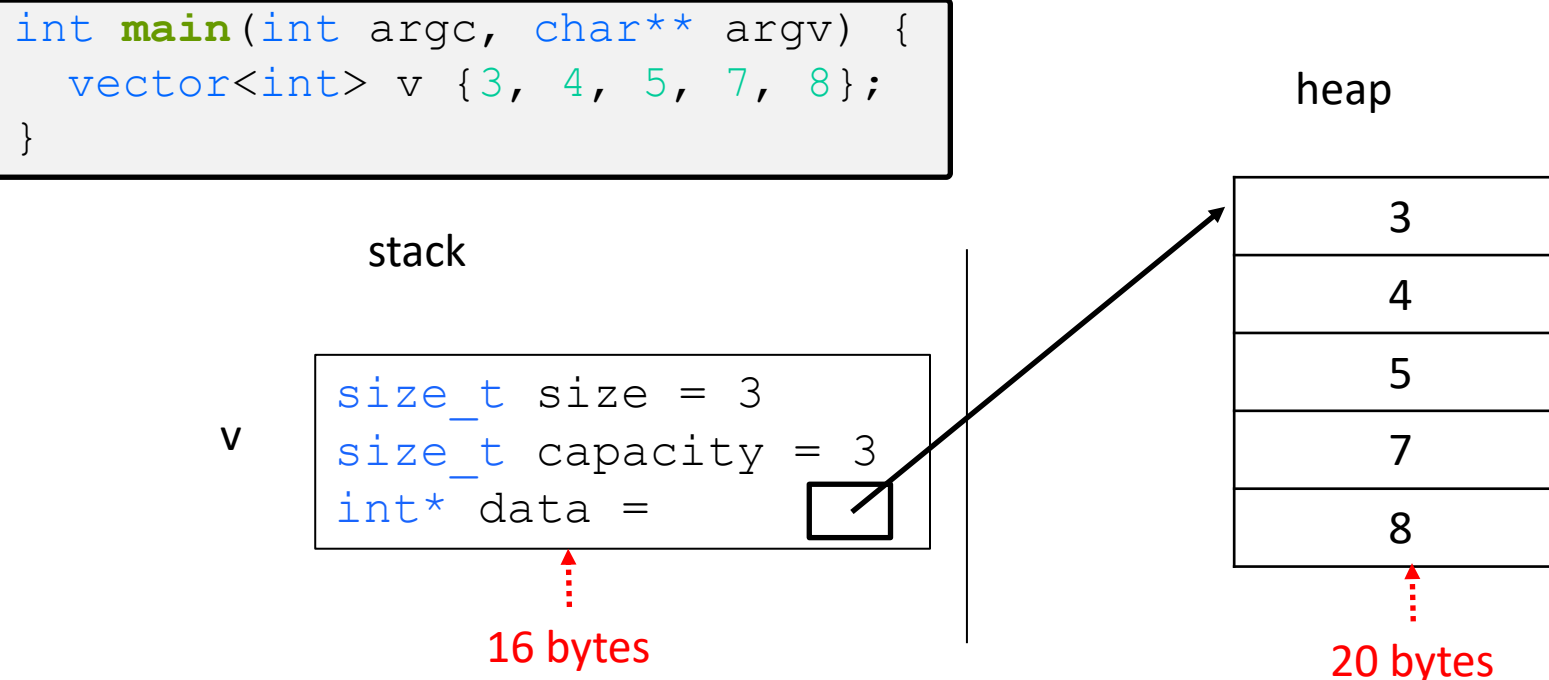 int main(int argc, char** argv) {
  vector<int> v {3, 4, 5, 7, 8};
}
heap
stack
3
4
5
7
8
v
size_t size = 3
size_t capacity = 3
int* data =
16 bytes
20 bytes